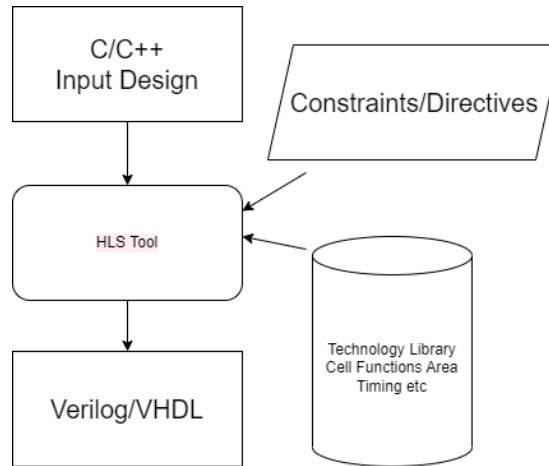 C/C++
Input Design
Constraints/Directives
HLS Tool
Technology Library
Cell Functions Area
Timing etc
Verilog/VHDL